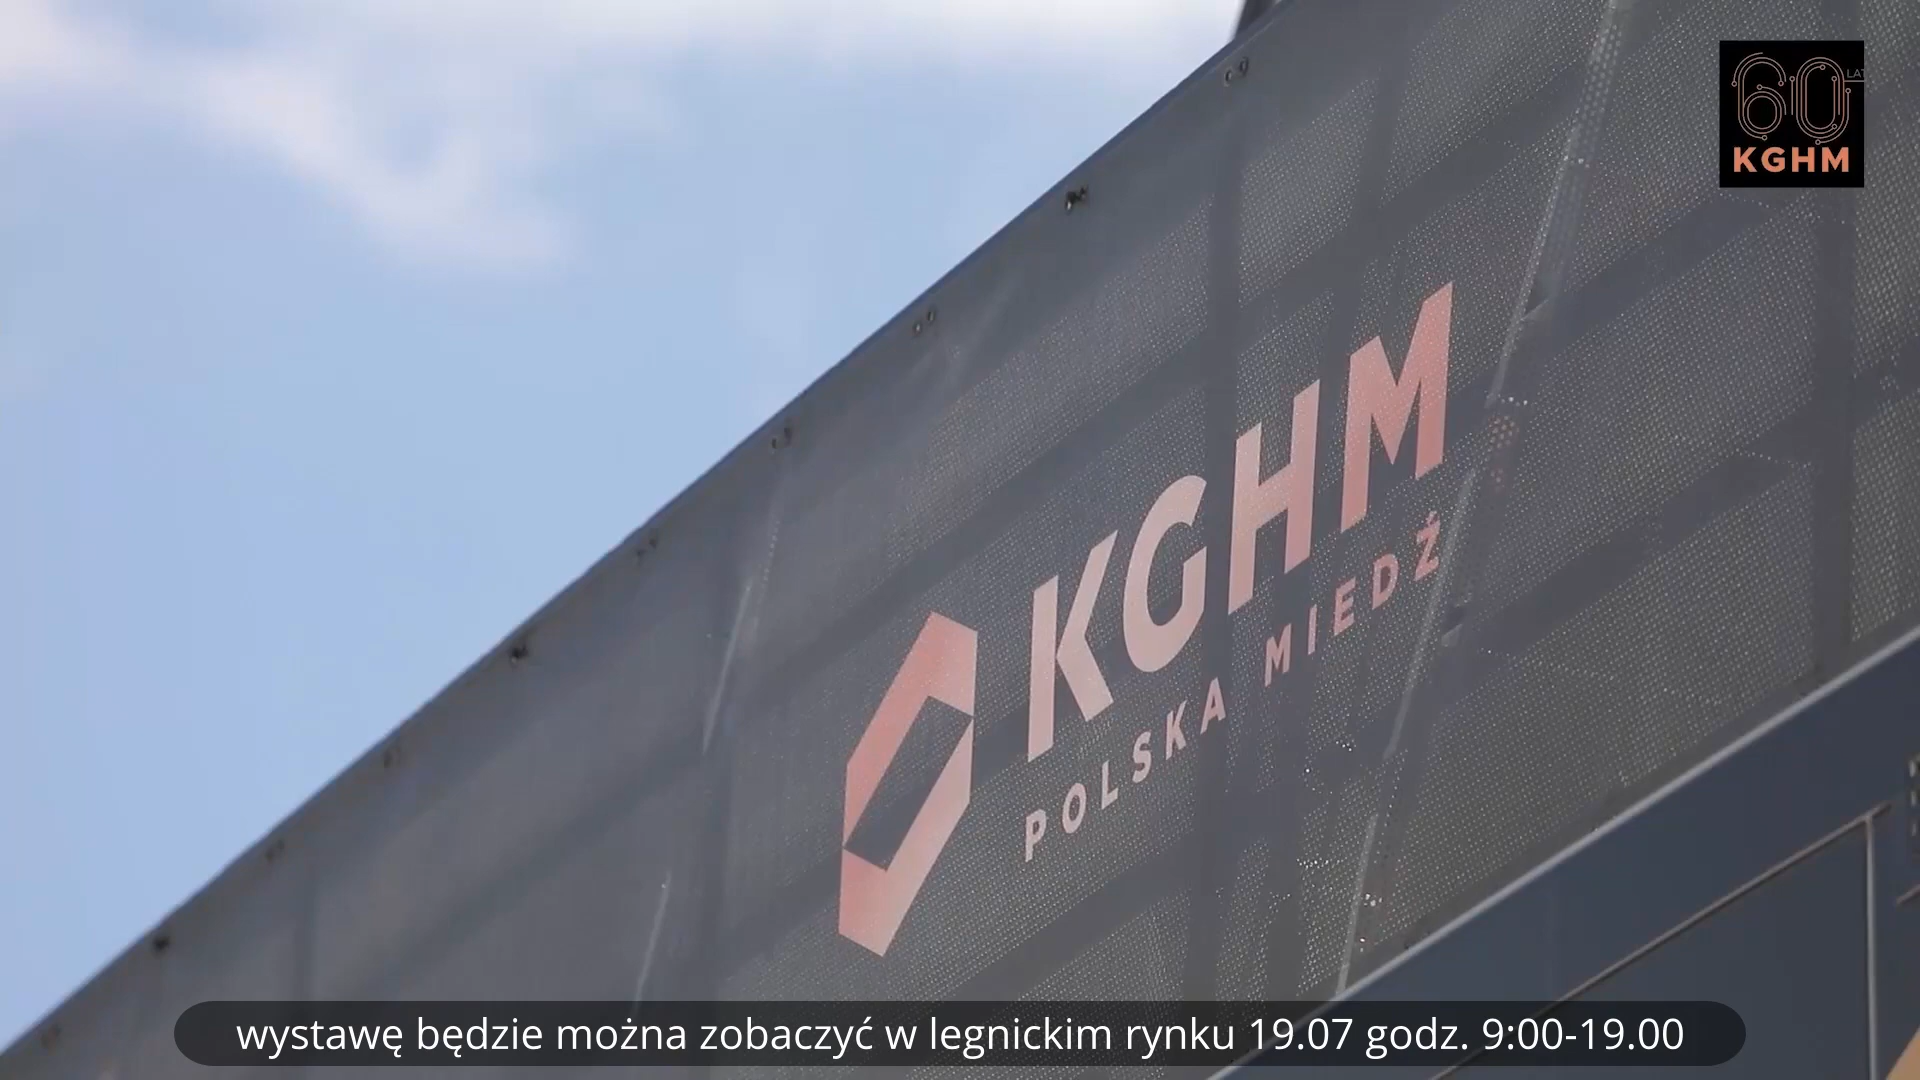 60
LAT
KGHM
KGHM
POLSKA MIEDŹ
wystawę będzie można zobaczyć w legnickim rynku 19.07 godz. 9:00-19.00